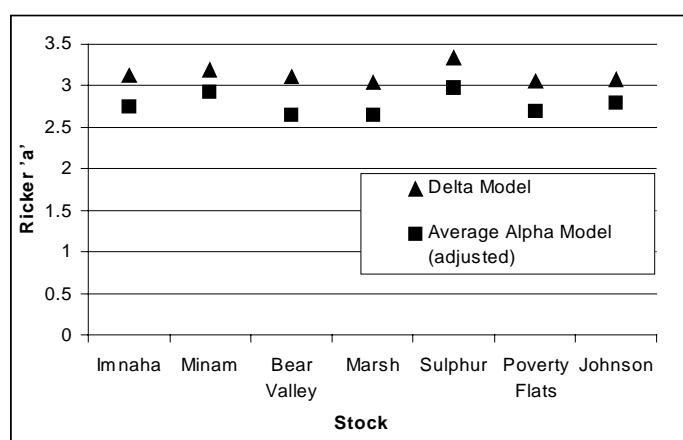 3.5
3
2.5
2
1.5
1
0.5
0
Ricker 'a'
Delta Model
Average Alpha Model
(adjusted)
Imnaha Minam Bear Marsh Sulphur Poverty Johnson
Valley Flats
Stock